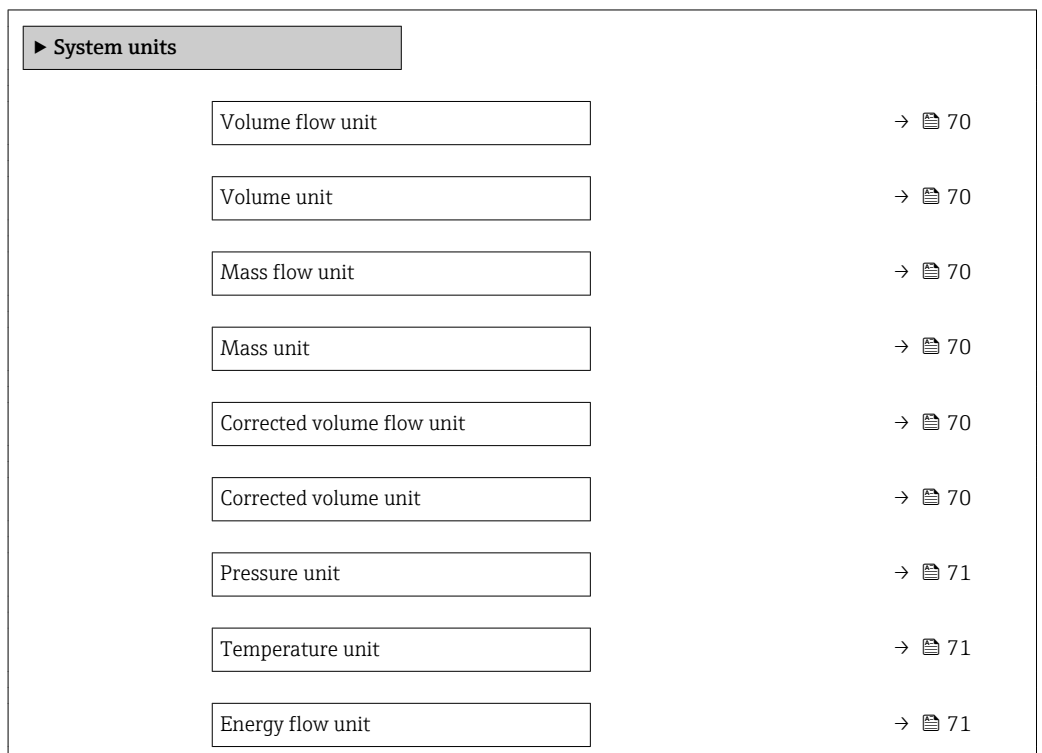 ▶ System units
Volume flow unit → 70
Volume unit → 70
Mass flow unit → 70
Mass unit → 70
Corrected volume flow unit → 70
Corrected volume unit → 70
Pressure unit → 71
Temperature unit → 71
Energy flow unit → 71